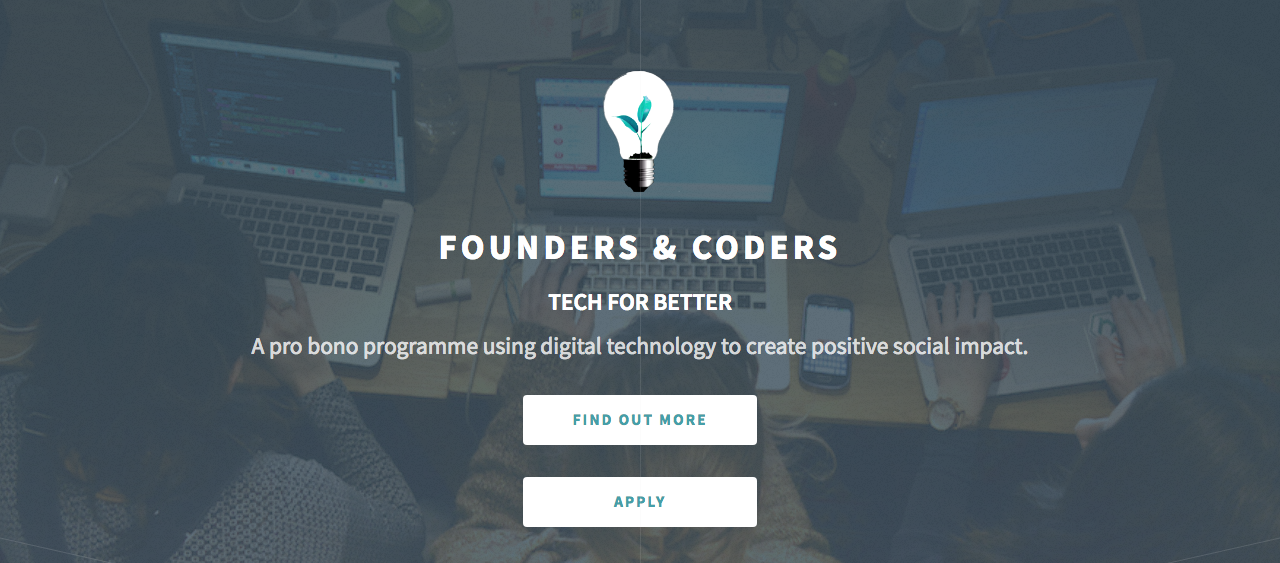 FOUNDERS & CODERS
TECH FOR BETTER
A pro bono programme using digital technology to create positive social impact.
FIND OUT MORE
APPLY